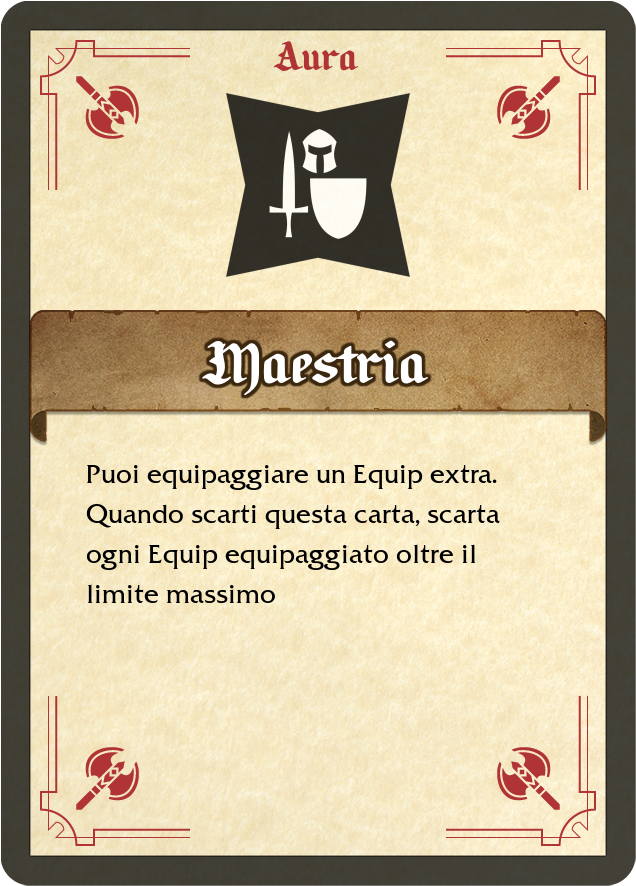 Aura
Maestria
Puoi equipaggiare un Equip extra.
Quando scarti questa carta, scarta
ogni Equip equipaggiato oltre il
limite massimo